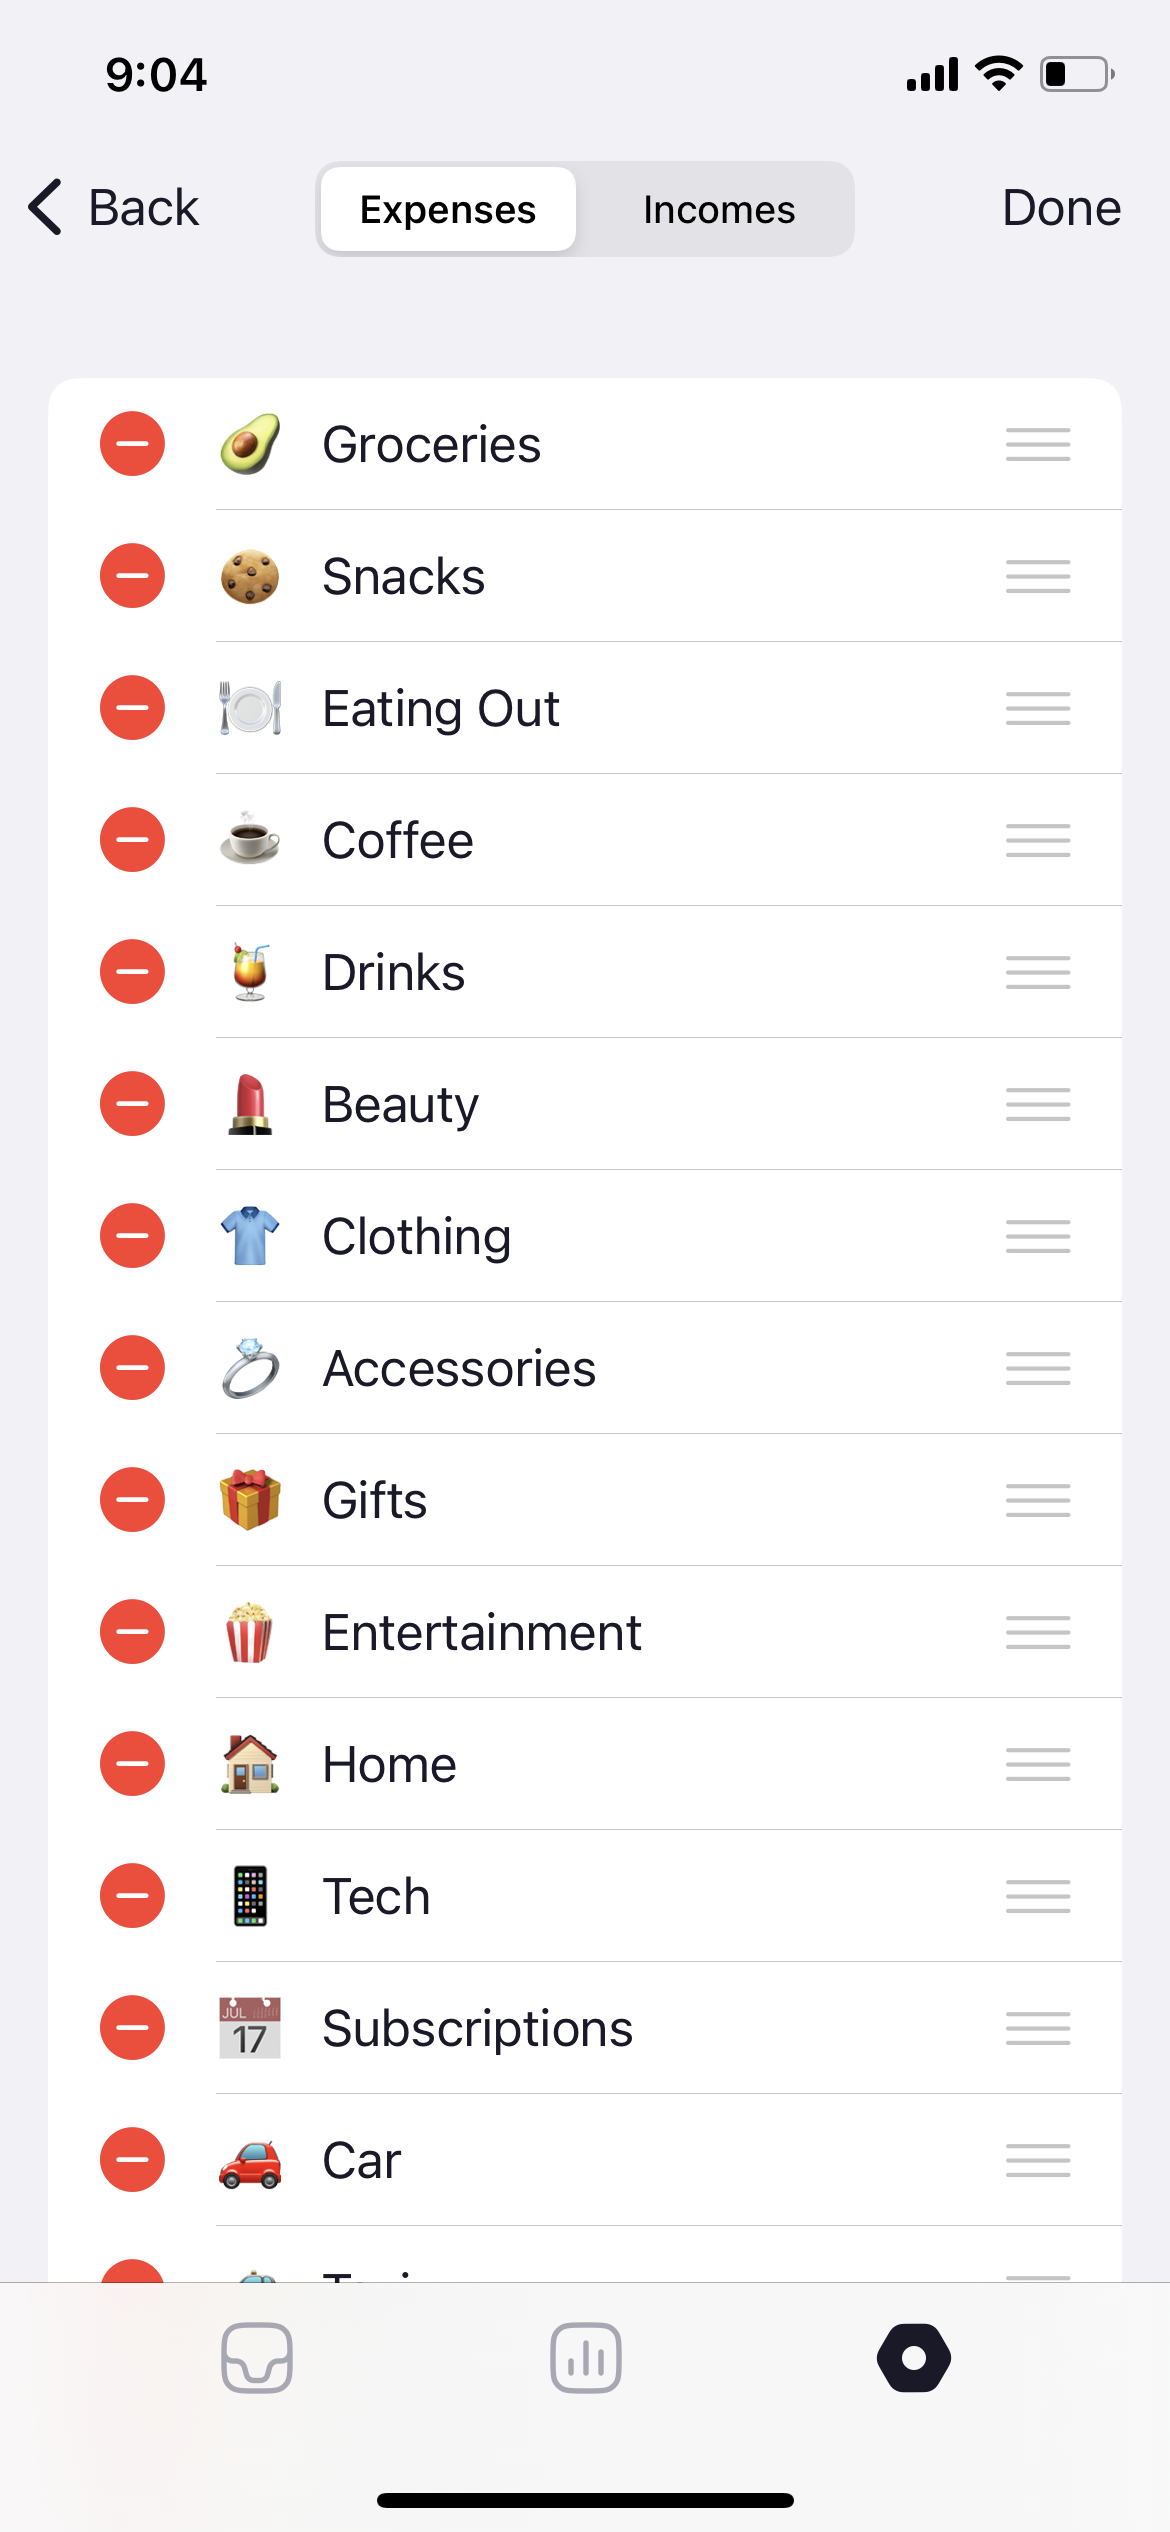 9:04
Back
Expenses
Incomes
Done
Groceries
Snacks
Eating Out
Coffee
Drinks
Beauty
Clothing
Accessories
Gifts
Entertainment
Home
Tech
JUL
17
Subscriptions
Car